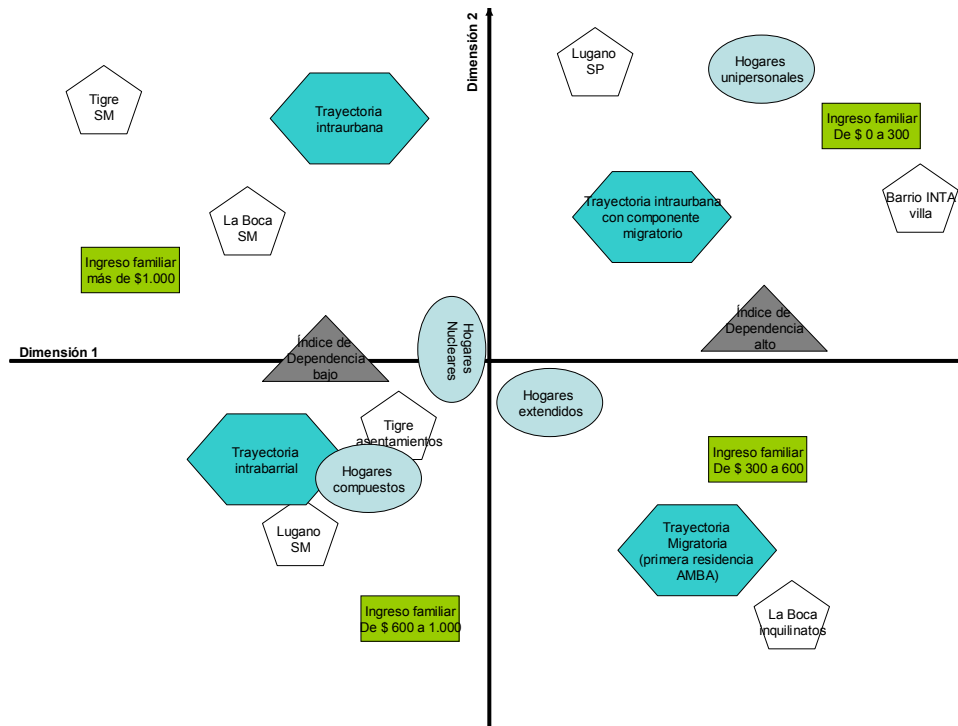 Dimensión 2
Lugano
SP
Hogares
unipersonales
Tigre
SM
Trayectoria
intraurbana
Ingreso familiar
De $ 0 a 300
Barrio INTA
villa
Trayectoria intraurbana
con componente
migratorio
La Boca
SM
Ingreso familiar
más de $1.000
Índice de
Dependencia
alto
Hogares
Nucleares
Dimensión 1
Índice de
Dependencia
bajo
Hogares
extendidos
Tigre
asentamientos
Trayectoria
intrabarrial
Hogares
compuestos
Ingreso familiar
De $ 300 a 600
Lugano
SM
Trayectoria
Migratoria
(primera residencia
AMBA)
Ingreso familiar
De $ 600 a 1.000
La Boca
inquilinatos